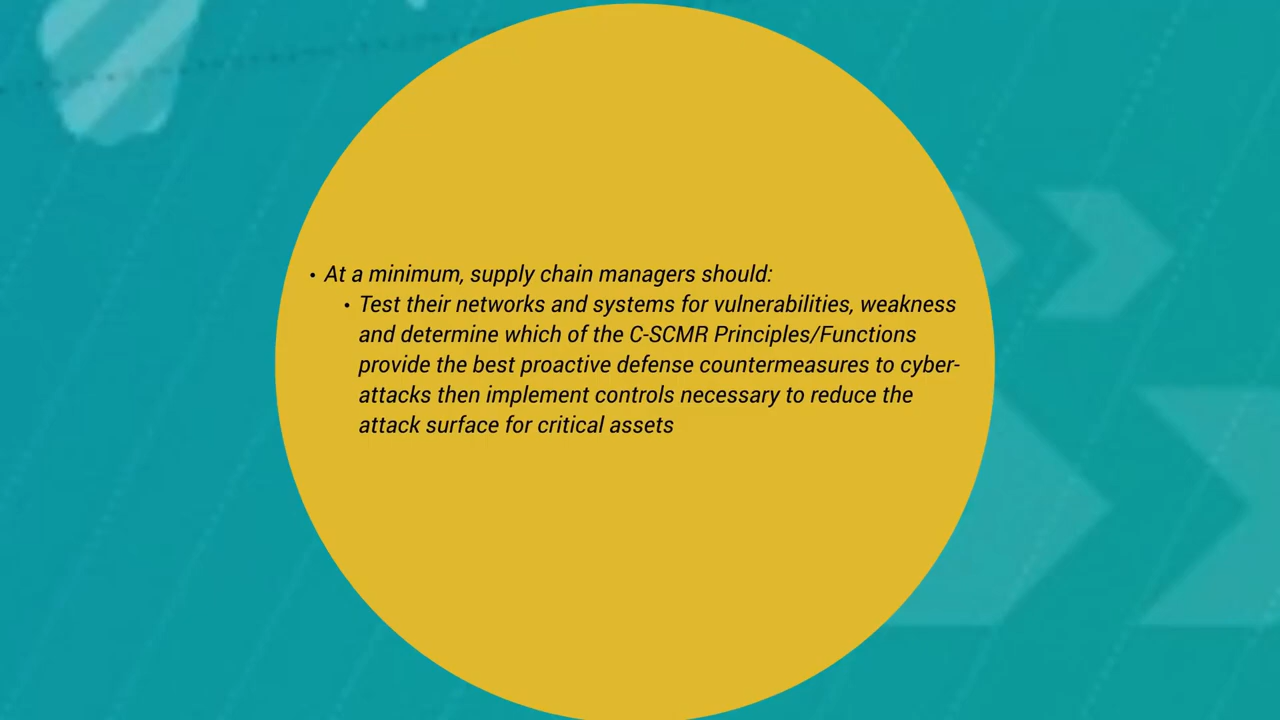 • At a minimum, supply chain managers should:
• Test their networks and systems for vulnerabilities, weakness
and determine which of the C-SCMR Principles/Functions
provide the best proactive defense countermeasures to cyber-
attacks then implement controls necessary to reduce the
attack surface for critical assets